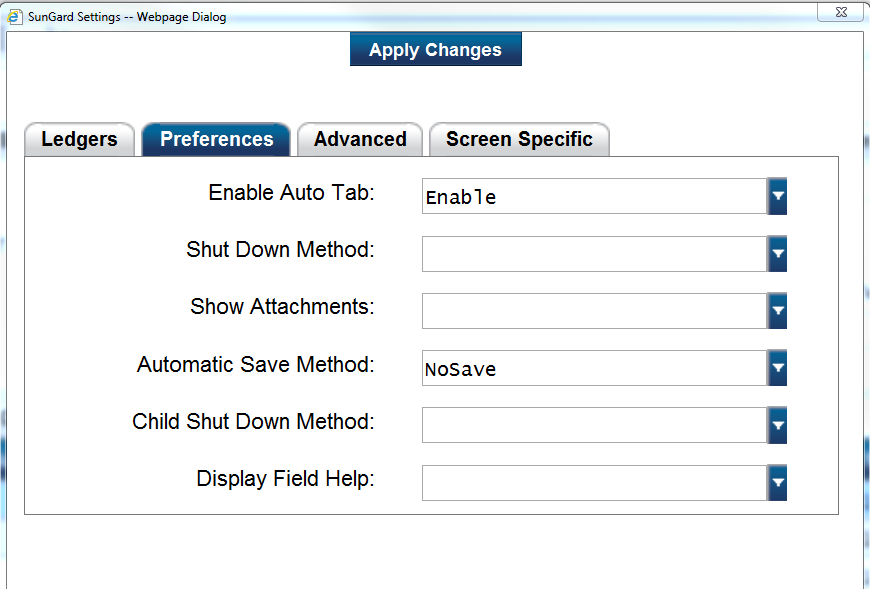 SunGard Settings -- Webpage Dialog
Apply Changes
Ledgers Preferences Advanced Screen Specific
Enable Auto Tab: Enable
Shut Down Method:
Show Attachments:
Automatic Save Method: NoSave
Child Shut Down Method:
Display Field Help: